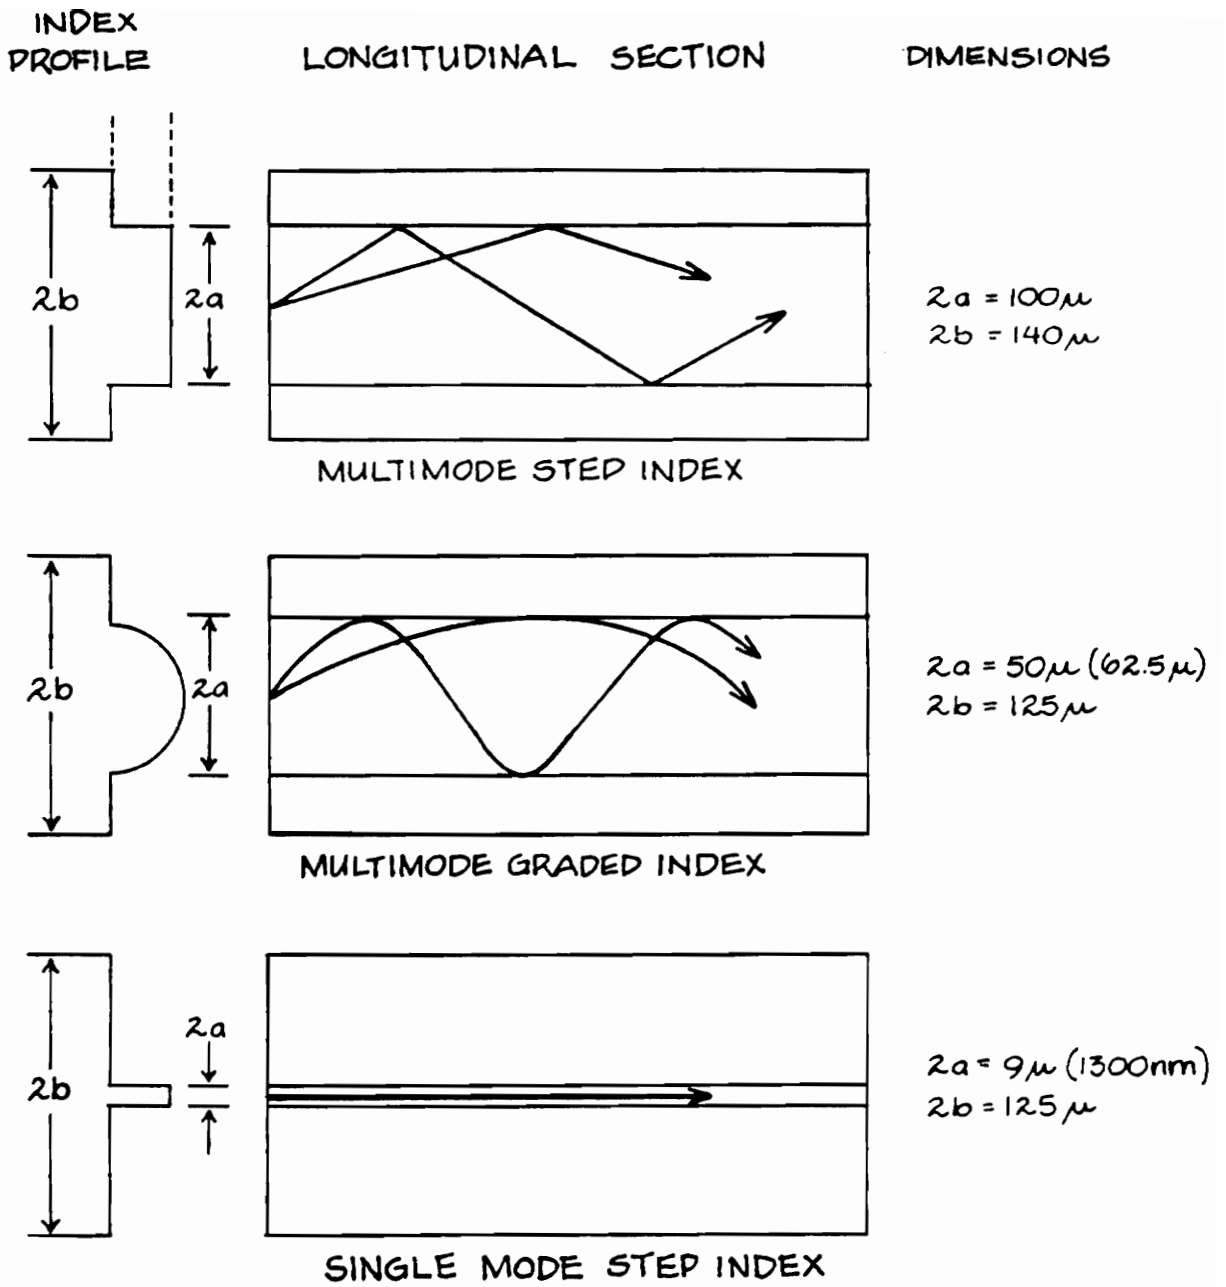 INDEX
PROFILE
LONGITUDINAL SECTION
DIMENSIONS
2b
2a
2a = 100μ
2b = 140μ
MULTIMODE STEP INDEX
2b
2a
2a = 50μ (62.5μ)
2b = 125μ
MULTIMODE GRADED INDEX
2a
2b
2a = 9μ (1300nm)
2b = 125μ
SINGLE MODE STEP INDEX